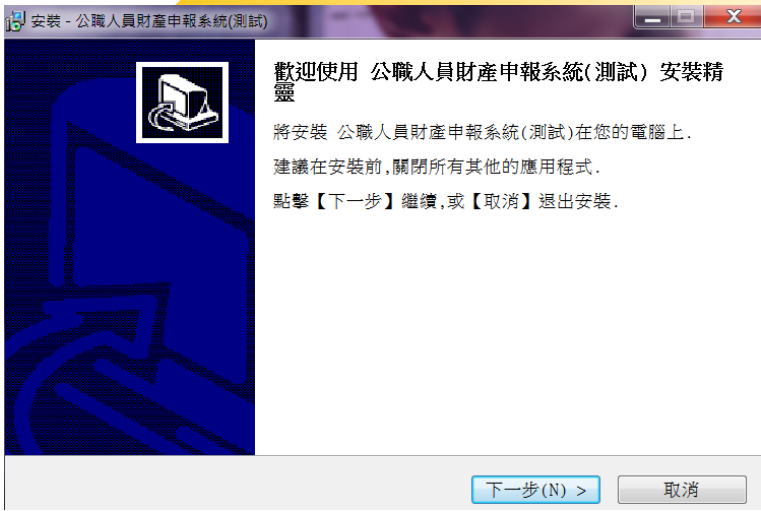 安裝 - 公職人員財產申報系統(測試)
歡迎使用 公職人員財產申報系統(測試) 安裝精
靈
將安裝 公職人員財產申報系統(測試)在您的電腦上.
建議在安裝前,關閉所有其他的應用程式.
點擊【下一步】繼續,或【取消】退出安裝.
下一步(N) >
取消